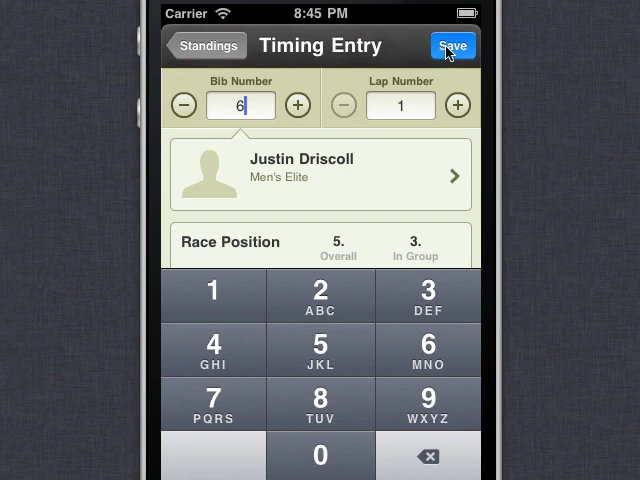 Carrier 8:45 PM
Standings Timing Entry Save
Bib Number Lap Number
6 1
Justin Driscoll
Men's Elite
Race Position 5. 3.
Overall In Group
1 2 3
ABC DEF
4 5 6
GHI JKL MNO
7 8 9
PQRS TUV WXYZ
0